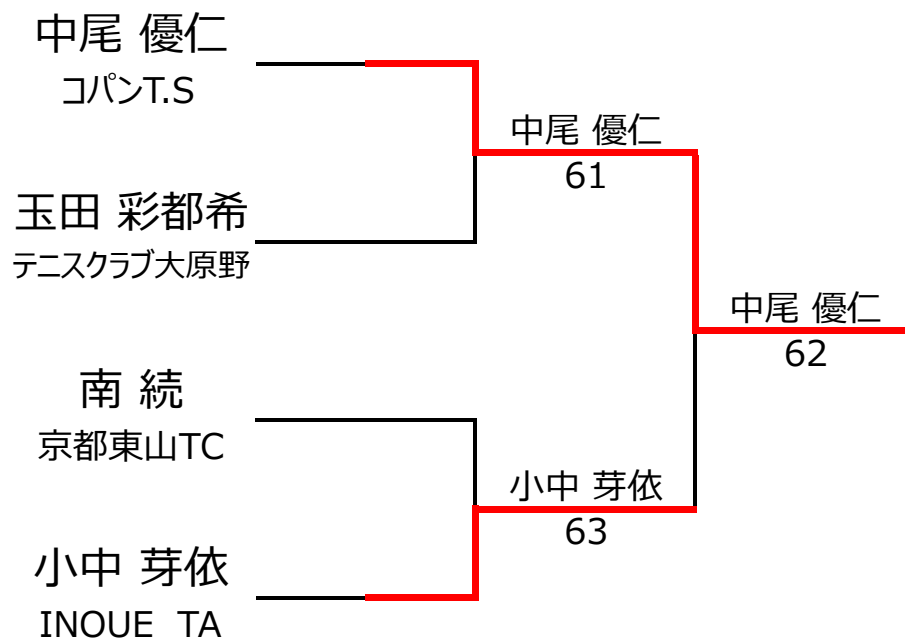 中尾 優仁
コパンT.S
中尾 優仁
61
玉田 彩都希
テニスクラブ大原野
中尾 優仁
62
南 続
京都東山TC
小中 芽依
63
小中 芽依
INOUE TA